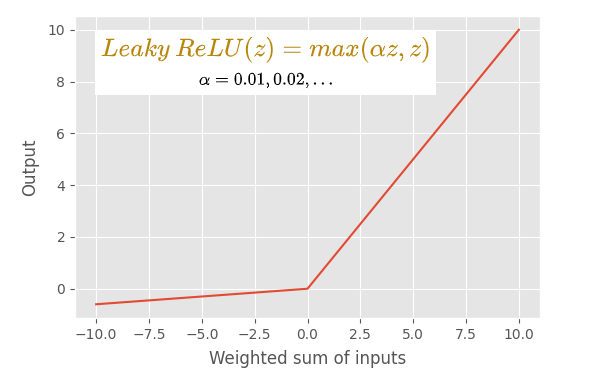 Leaky ReLU(z) = max(αz, z)
α = 0.01, 0.02, . . .
10
8
6
4
2
0
Output
−10.0 −7.5 −5.0 −2.5 0.0 2.5 5.0 7.5 10.0
Weighted sum of inputs